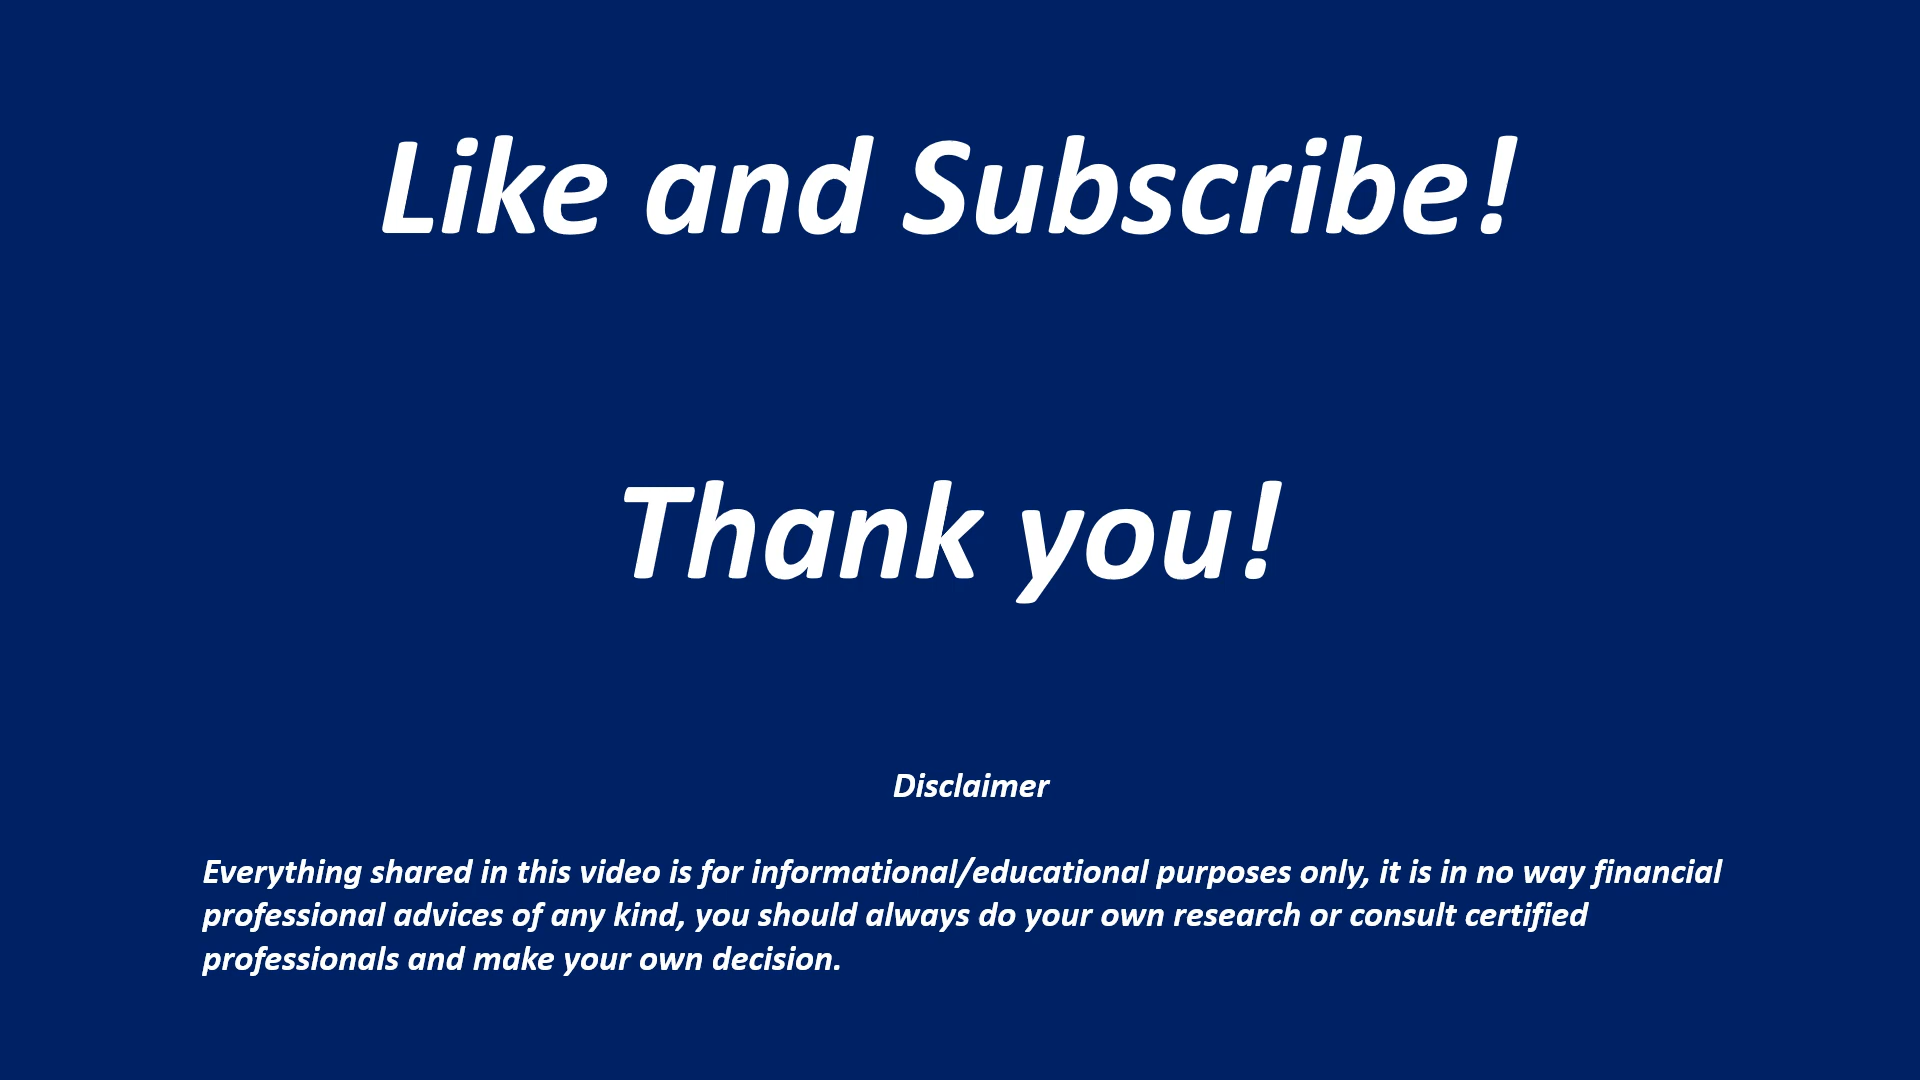 Like and Subscribe!
Thank you!
Disclaimer
Everything shared in this video is for informational/educational purposes only, it is in no way financial
professional advices of any kind, you should always do your own research or consult certified
professionals and make your own decision.